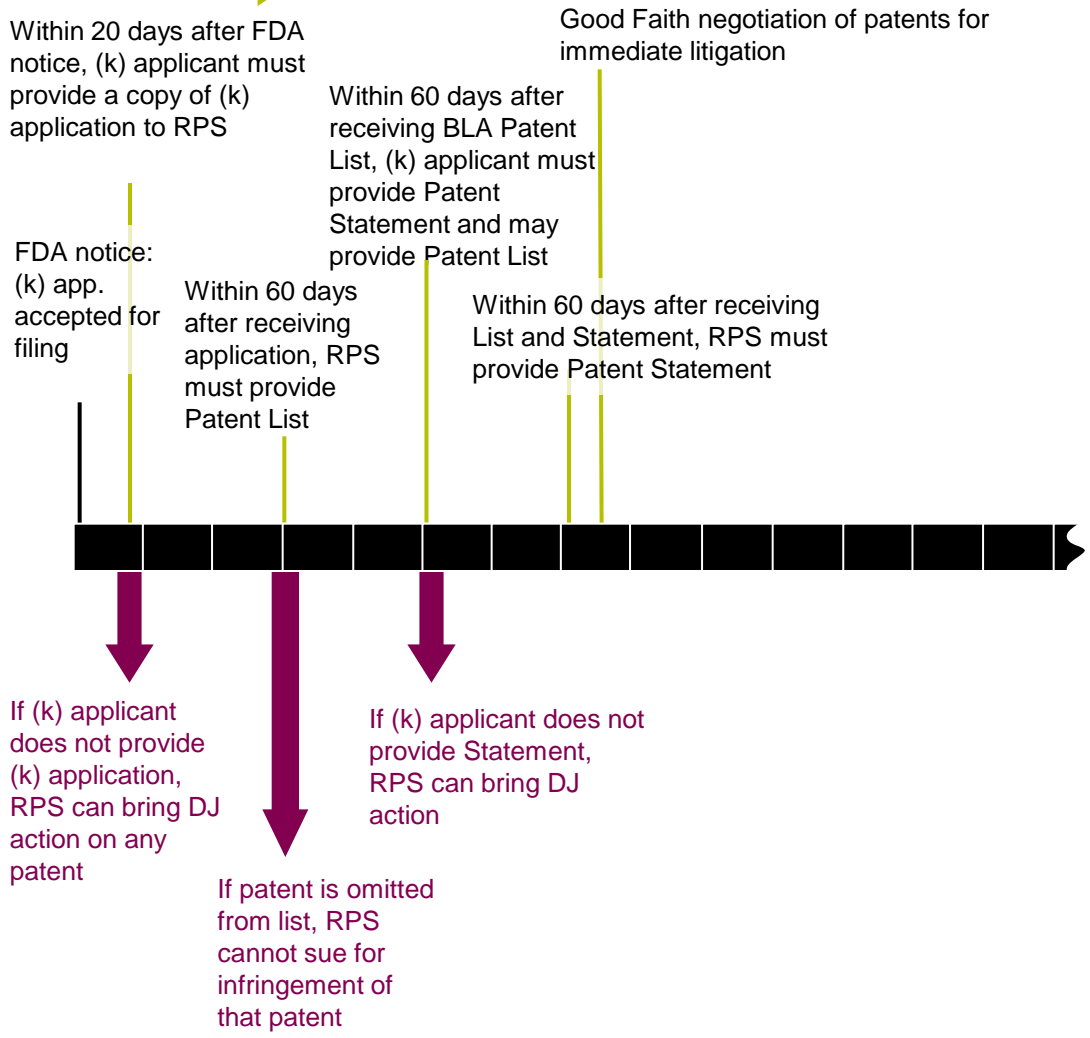 Within 20 days after FDA
notice, (k) applicant must
provide a copy of (k)
application to RPS
Good Faith negotiation of patents for
immediate litigation
Within 60 days after
receiving BLA Patent
List, (k) applicant must
provide Patent
Statement and may
provide Patent List
FDA notice:
(k) app.
accepted for
filing
Within 60 days
after receiving
application, RPS
must provide
Patent List
Within 60 days after receiving
List and Statement, RPS must
provide Patent Statement
If (k) applicant
does not provide
(k) application,
RPS can bring DJ
action on any
patent
If (k) applicant does not
provide Statement,
RPS can bring DJ
action
If patent is omitted
from list, RPS
cannot sue for
infringement of
that patent